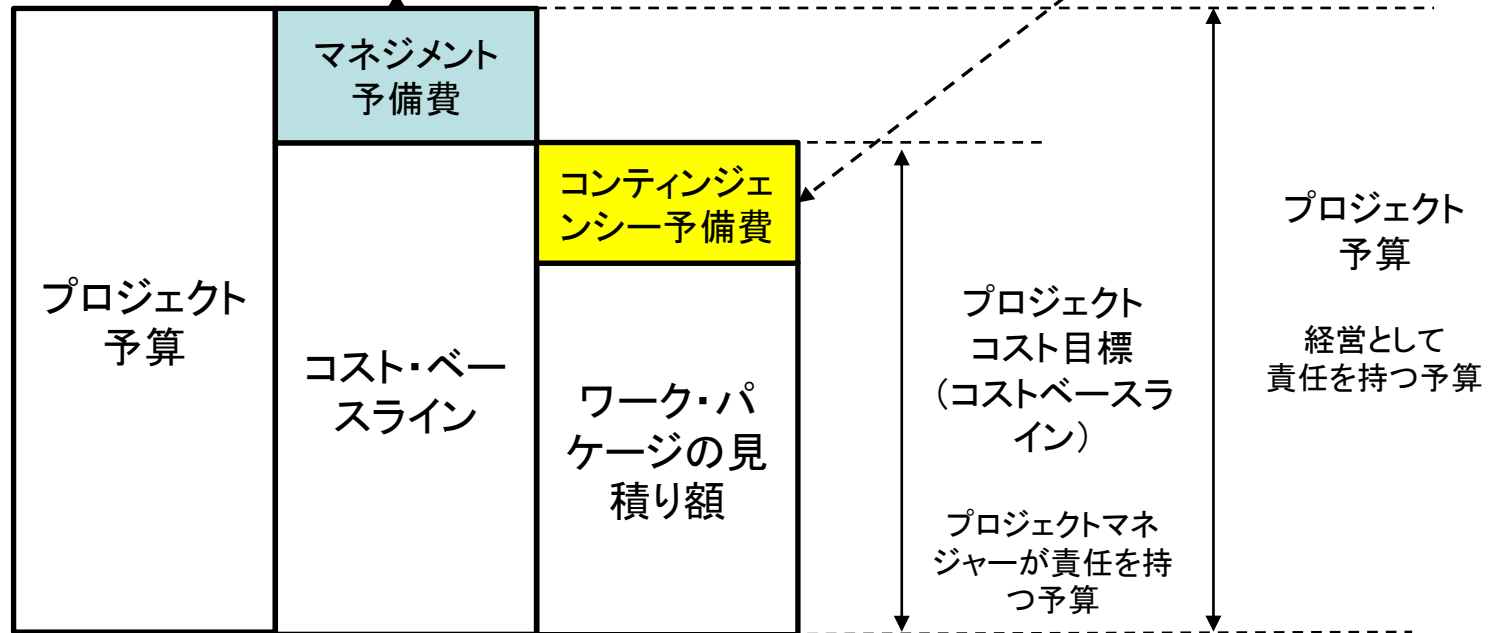 マネジメント
予備費
コンティンジェ
ンシー予備費
プロジェクト
予算
コスト・ベー
スライン
ワーク・パ
ケージの見
積り額
プロジェクト
コスト目標
（コストベースラ
イン）
プロジェクトマネ
ジャーが責任を持
つ予算
プロジェクト
予算
経営として
責任を持つ予算